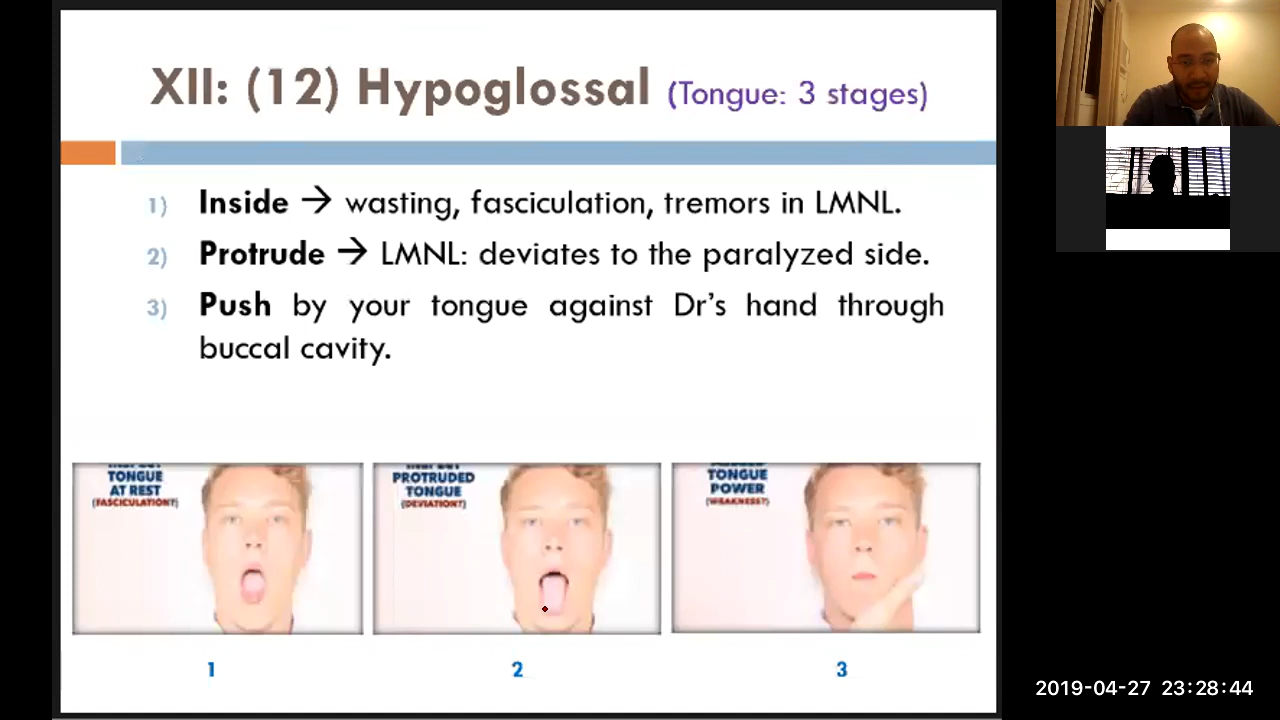 XII: (12) Hypoglossal (Tongue: 3 stages)
1) Inside → wasting, fasciculation, tremors in LMNL.
2) Protrude → LMNL: deviates to the paralyzed side.
3) Push by your tongue against Dr's hand through
buccal cavity.
TONGUE
AT REST
(FASCICULATION?)
PROTRUDED
TONGUE
(DEVIATION?)
TONGUE
POWER
(WEAKNESS?)
1
2
3
2019-04-27 23:28:44